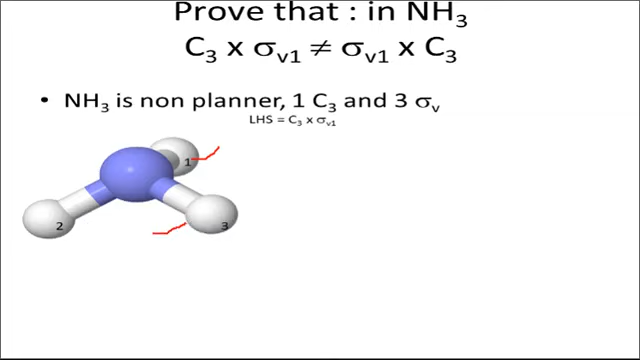 Prove that : in NH₃
C₃ x σᵥ₁ ≠ σᵥ₁ x C₃
• NH₃ is non planner, 1 C₃ and 3 σᵥ
LHS = C₃ x σᵥ₁
1
2
3